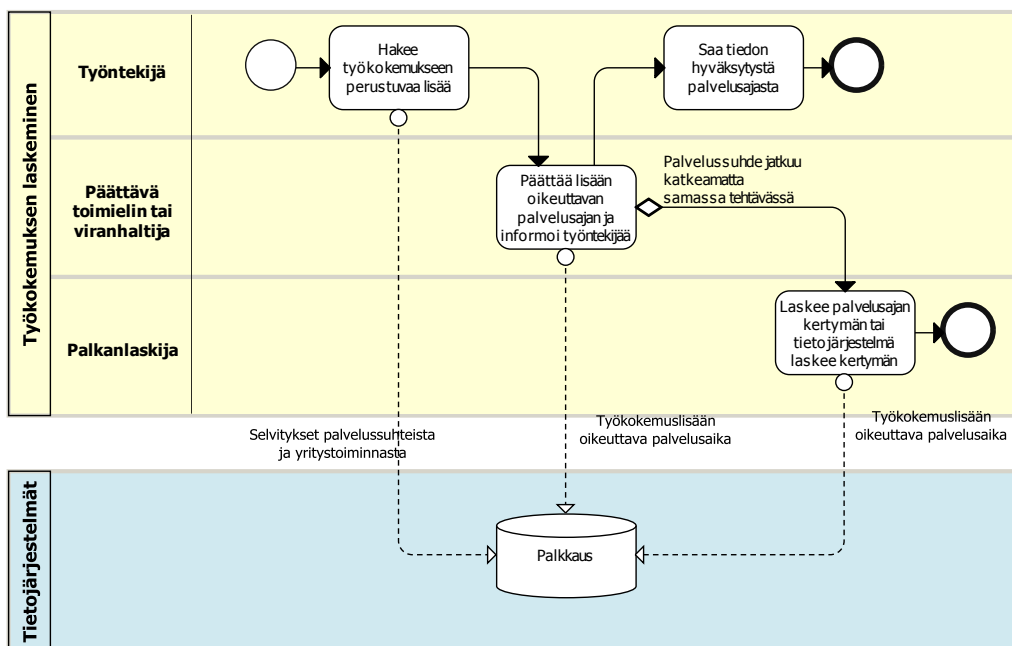 Työkokemuksen laskeminen
Työntekijä
Hakee
työkokemukseen
perustuvaa lisää
Saa tiedon
hyväksytystä
palvelusajasta
Päättävä
toimielin tai
viranhaltija
Päättää lisään
oikeuttavan
palvelusajan ja
informoi työntekijää
Palvelussuhde jatkuu
katkeamatta
samassa tehtävässä
Palkanlaskija
Laskee palvelusajan
kertymän tai
tietojärjestelmä
laskee kertymän
Selvitykset palvelussuhteista
ja yritystoiminnasta
Työkokemuslisään
oikeuttava palvelusaika
Työkokemuslisään
oikeuttava palvelusaika
Tietojärjestelmät
Palkkaus